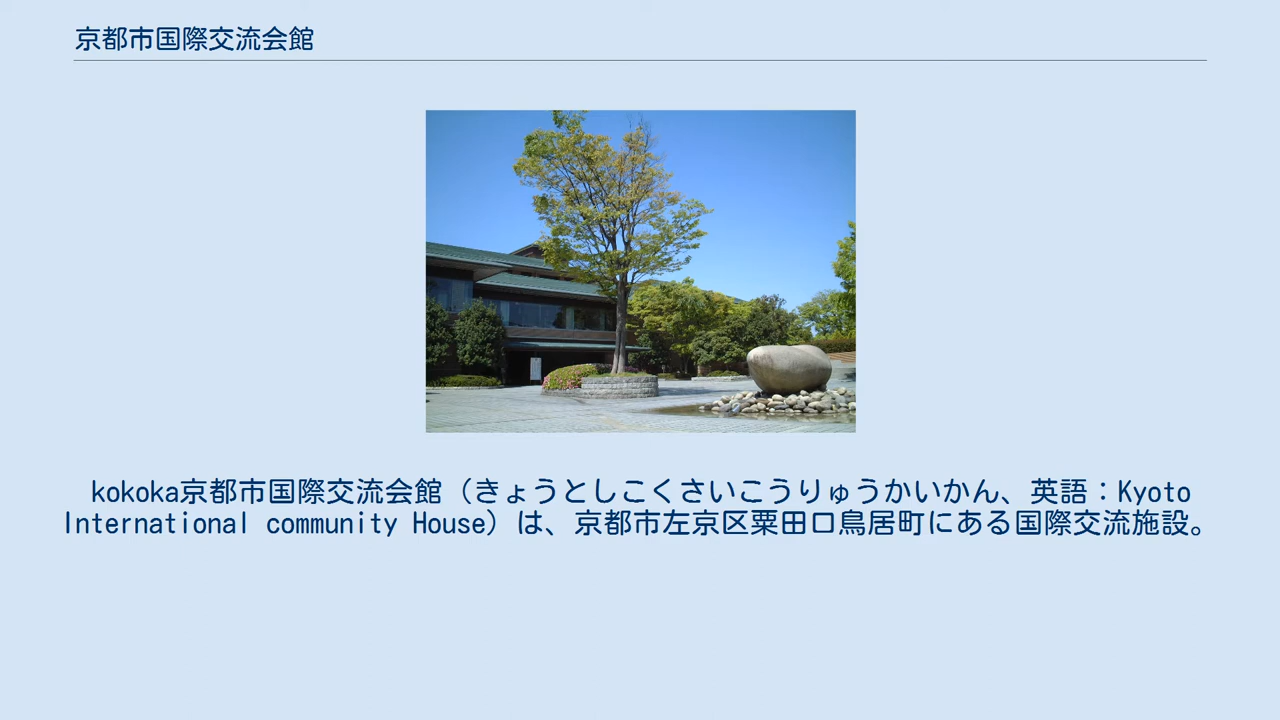 京都市国際交流会館
kokoka京都市国際交流会館（きょうとしこくさいこうりゅうかいかん、英語：Kyoto
International community House）は、京都市左京区粟田口鳥居町にある国際交流施設。